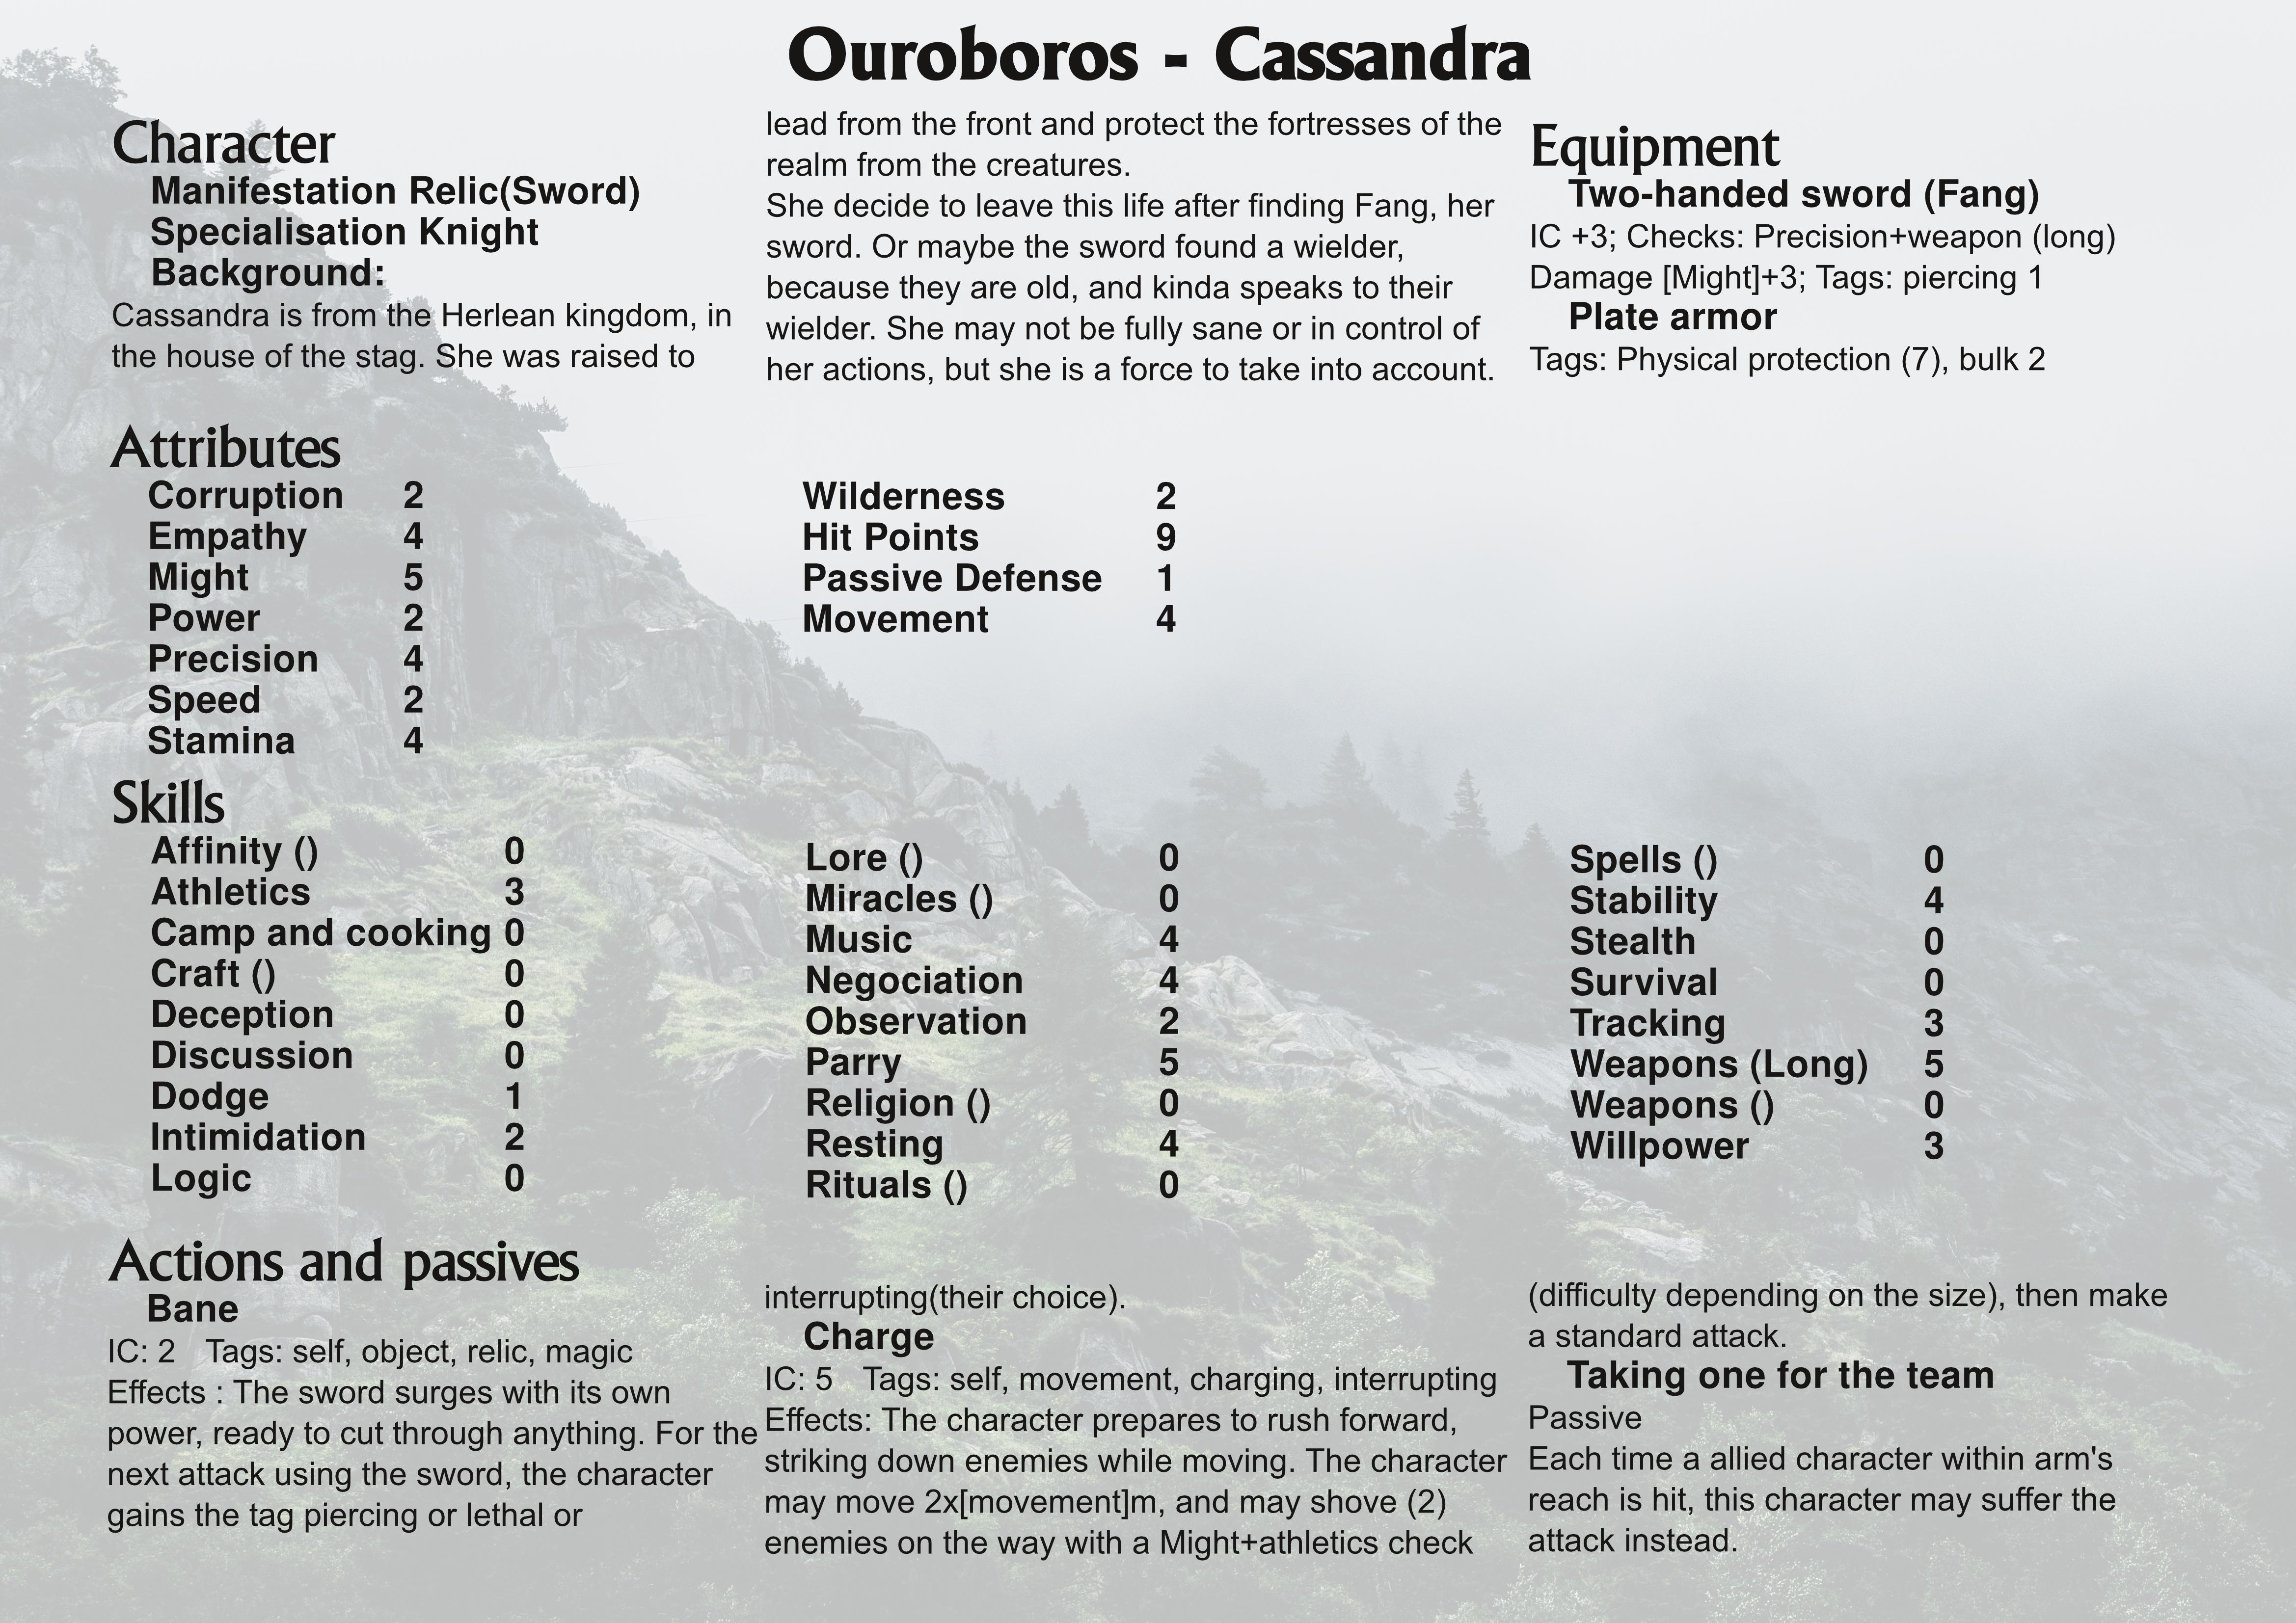 Ouroboros - Cassandra
Character
Manifestation Relic(Sword)
Specialisation Knight
Background:
Cassandra is from the Herlean kingdom, in
the house of the stag. She was raised to
lead from the front and protect the fortresses of the
realm from the creatures.
She decide to leave this life after finding Fang, her
sword. Or maybe the sword found a wielder,
because they are old, and kinda speaks to their
wielder. She may not be fully sane or in control of
her actions, but she is a force to take into account.
Equipment
Two-handed sword (Fang)
IC +3; Checks: Precision+weapon (long)
Damage [Might]+3; Tags: piercing 1
Plate armor
Tags: Physical protection (7), bulk 2
Attributes
Corruption 2
Empathy 4
Might 5
Power 2
Precision 4
Speed 2
Stamina 4
Wilderness 2
Hit Points 9
Passive Defense 1
Movement 4
Skills
Affinity () 0
Athletics 3
Camp and cooking 0
Craft () 0
Deception 0
Discussion 0
Dodge 1
Intimidation 2
Logic 0
Lore () 0
Miracles () 0
Music 4
Negociation 4
Observation 2
Parry 5
Religion () 0
Resting 4
Rituals () 0
Spells () 0
Stability 4
Stealth 0
Survival 0
Tracking 3
Weapons (Long) 5
Weapons () 0
Willpower 3
Actions and passives
Bane
IC: 2 Tags: self, object, relic, magic
Effects : The sword surges with its own
power, ready to cut through anything. For the
next attack using the sword, the character
gains the tag piercing or lethal or
interrupting(their choice).
Charge
IC: 5 Tags: self, movement, charging, interrupting
Effects: The character prepares to rush forward,
striking down enemies while moving. The character
may move 2x[movement]m, and may shove (2)
enemies on the way with a Might+athletics check
(difficulty depending on the size), then make
a standard attack.
Taking one for the team
Passive
Each time a allied character within arm's
reach is hit, this character may suffer the
attack instead.